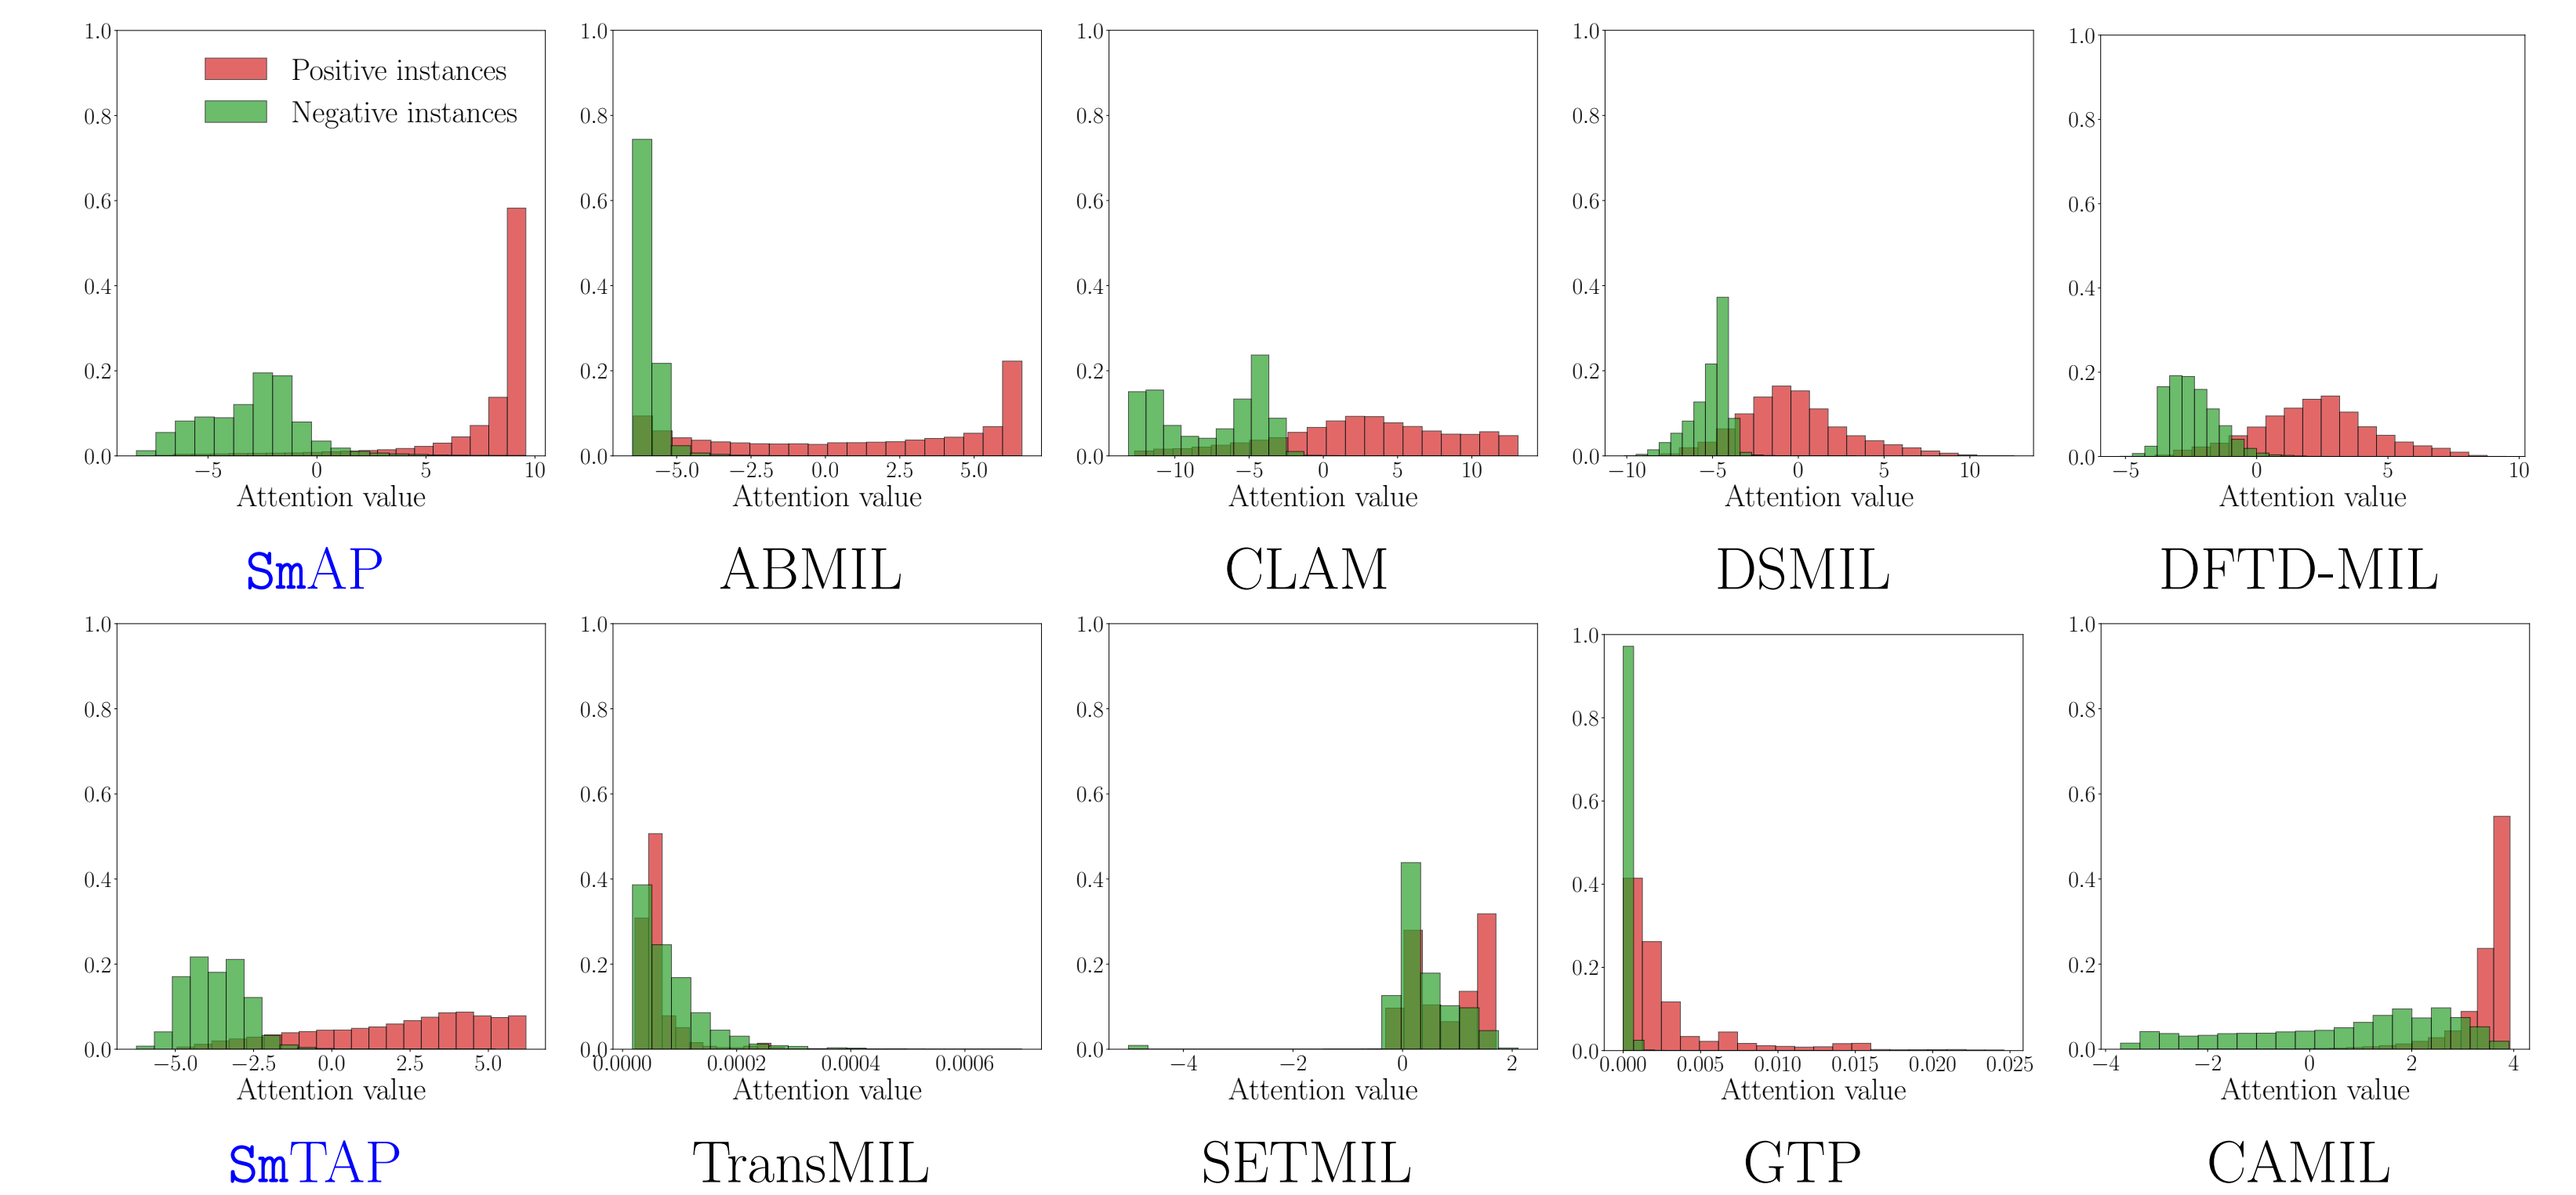 1.0
0.8
0.6
0.4
0.2
0.0
Positive instances
Negative instances
−5 0 5 10
Attention value
SmAP
1.0
0.8
0.6
0.4
0.2
0.0
−5.0 −2.5 0.0 2.5 5.0
Attention value
ABMIL
1.0
0.8
0.6
0.4
0.2
0.0
−10 −5 0 5 10
Attention value
CLAM
1.0
0.8
0.6
0.4
0.2
0.0
−10 −5 0 5 10
Attention value
DSMIL
1.0
0.8
0.6
0.4
0.2
0.0
−5 0 5 10
Attention value
DFTD-MIL
1.0
0.8
0.6
0.4
0.2
0.0
−5.0 −2.5 0.0 2.5 5.0
Attention value
SmTAP
1.0
0.8
0.6
0.4
0.2
0.0
0.0000 0.0002 0.0004 0.0006
Attention value
TransMIL
1.0
0.8
0.6
0.4
0.2
0.0
−4 −2 0 2
Attention value
SETMIL
1.0
0.8
0.6
0.4
0.2
0.0
0.000 0.005 0.010 0.015 0.020 0.025
Attention value
GTP
1.0
0.8
0.6
0.4
0.2
0.0
−4 −2 0 2 4
Attention value
CAMIL